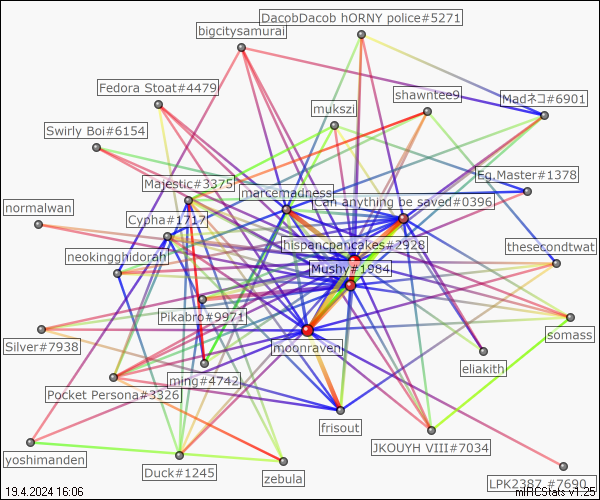 DacobDacob hORNY police#5271
bigcitysamurai
Fedora Stoat#4479
shawntee9
Madネコ#6901
mukszi
Swirly Boi#6154
Eg.Master#1378
Majestic#3375
marcemadness
Can anything be saved#0396
normalwan
Cypha#1717
hispancpancakes#2928
thesecondtwat
neokingghidorah
Mushy#1984
Pikabro#9971
somass
Silver#7938
moonraven
eliakith
ming#4742
Pocket Persona#3326
frisout
JKOUYH VIII#7034
yoshimanden
Duck#1245
zebula
LPK2387_#7690
19.4.2024 16:06
mIRCStats v1.25